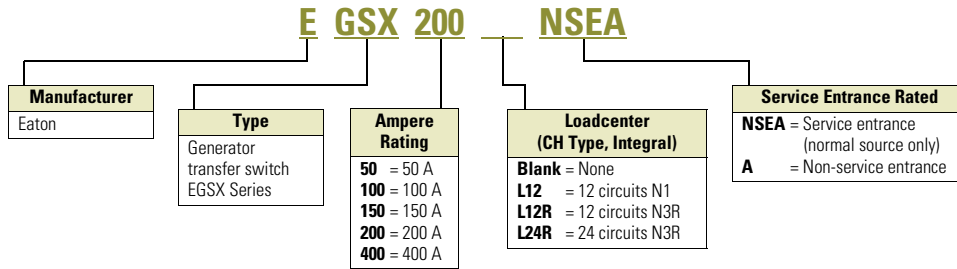 E GSX 200 __ NSEA
Manufacturer
Eaton
Type
Generator
transfer switch
EGSX Series
Ampere
Rating
50 = 50 A
100 = 100 A
150 = 150 A
200 = 200 A
400 = 400 A
Loadcenter
(CH Type, Integral)
Blank = None
L12 = 12 circuits N1
L12R = 12 circuits N3R
L24R = 24 circuits N3R
Service Entrance Rated
NSEA = Service entrance
(normal source only)
A = Non-service entrance